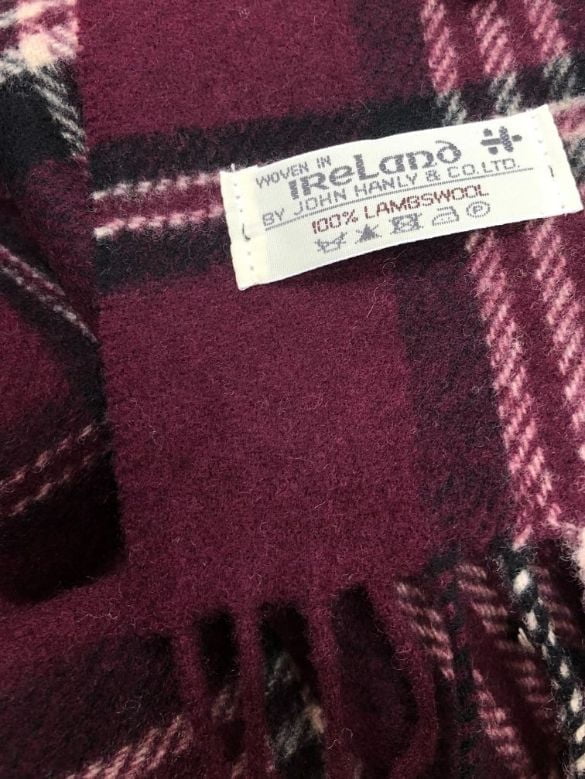 WOVEN IN
IReLanD
BY JOHN HANLY & CO.LTD.
100% LAMBSWOOL